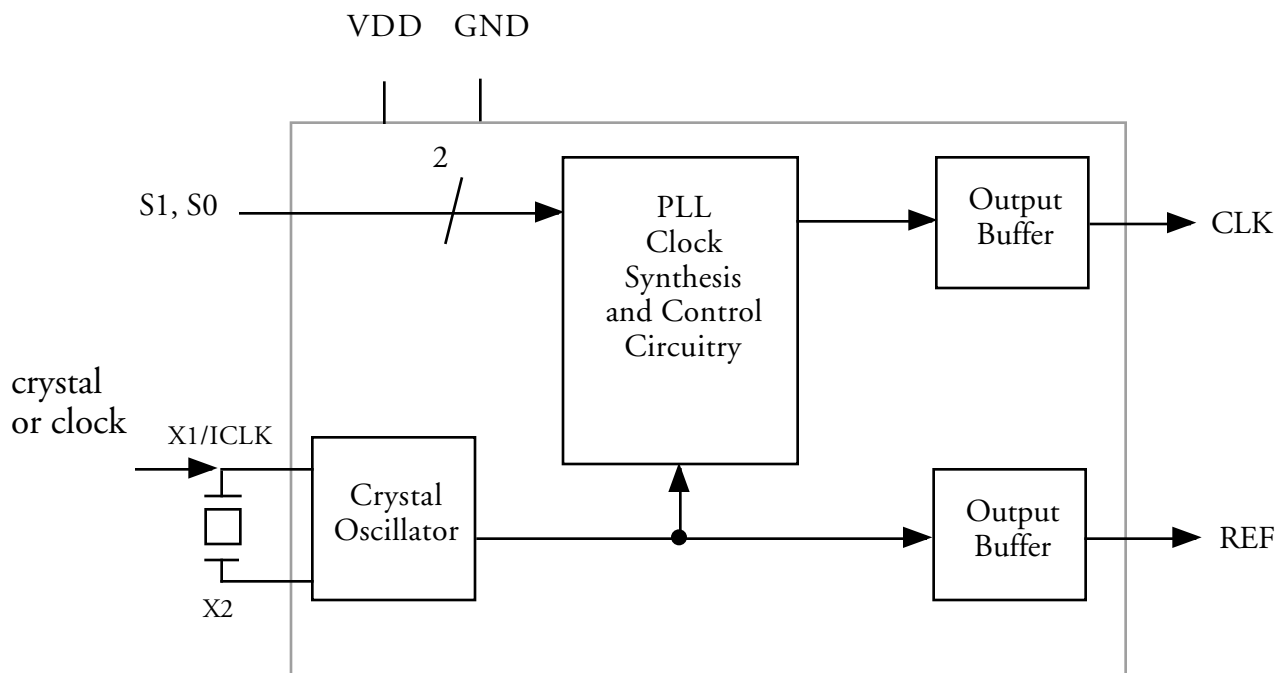 VDD GND
2
S1, S0
PLL
Clock
Synthesis
and Control
Circuitry
Output
Buffer
CLK
crystal
or clock
X1/ICLK
X2
Crystal
Oscillator
Output
Buffer
REF